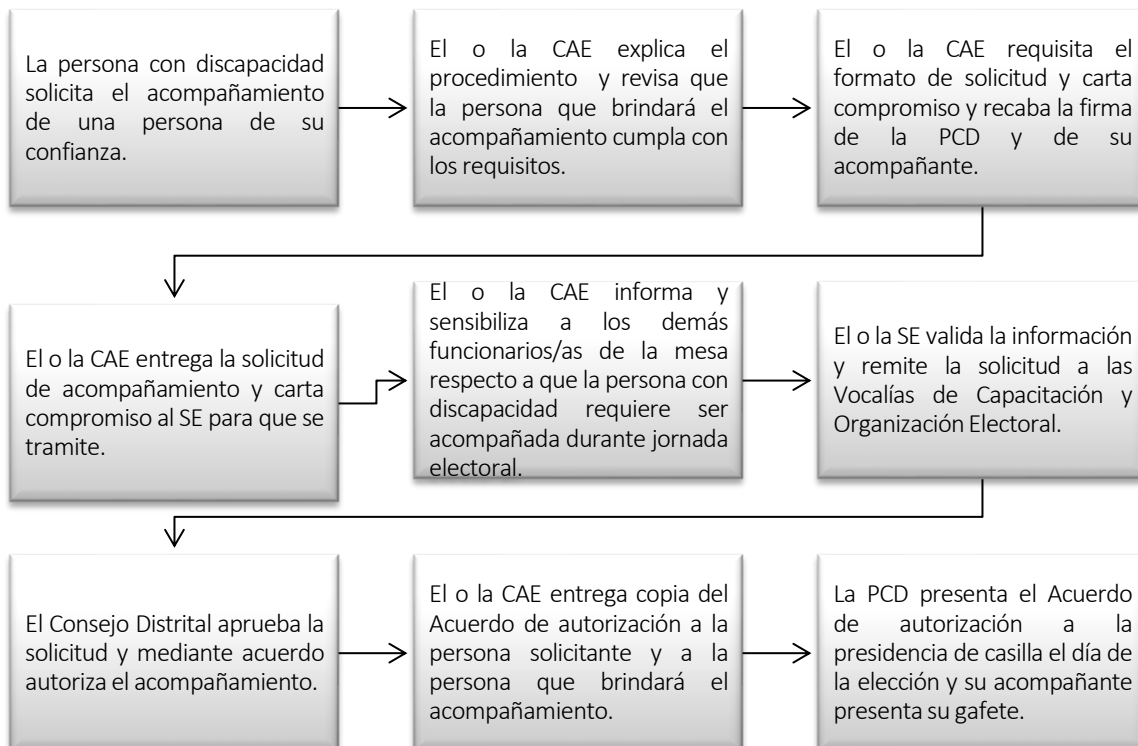 La persona con discapacidad
solicita el acompañamiento
de una persona de su
confianza.
El o la CAE explica el
procedimiento y revisa que
la persona que brindará el
acompañamiento cumpla con
los requisitos.
El o la CAE requisita el
formato de solicitud y carta
compromiso y recaba la firma
de la PCD y de su
acompañante.
El o la CAE entrega la solicitud
de acompañamiento y carta
compromiso al SE para que se
tramite.
El o la CAE informa y
sensibiliza a los demás
funcionarios/as de la mesa
respecto a que la persona con
discapacidad requiere ser
acompañada durante jornada
electoral.
El o la SE valida la información
y remite la solicitud a las
Vocalías de Capacitación y
Organización Electoral.
El Consejo Distrital aprueba la
solicitud y mediante acuerdo
autoriza el acompañamiento.
El o la CAE entrega copia del
Acuerdo de autorización a la
persona solicitante y a la
persona que brindará el
acompañamiento.
La PCD presenta el Acuerdo
de autorización a la
presidencia de casilla el día de
la elección y su acompañante
presenta su gafete.